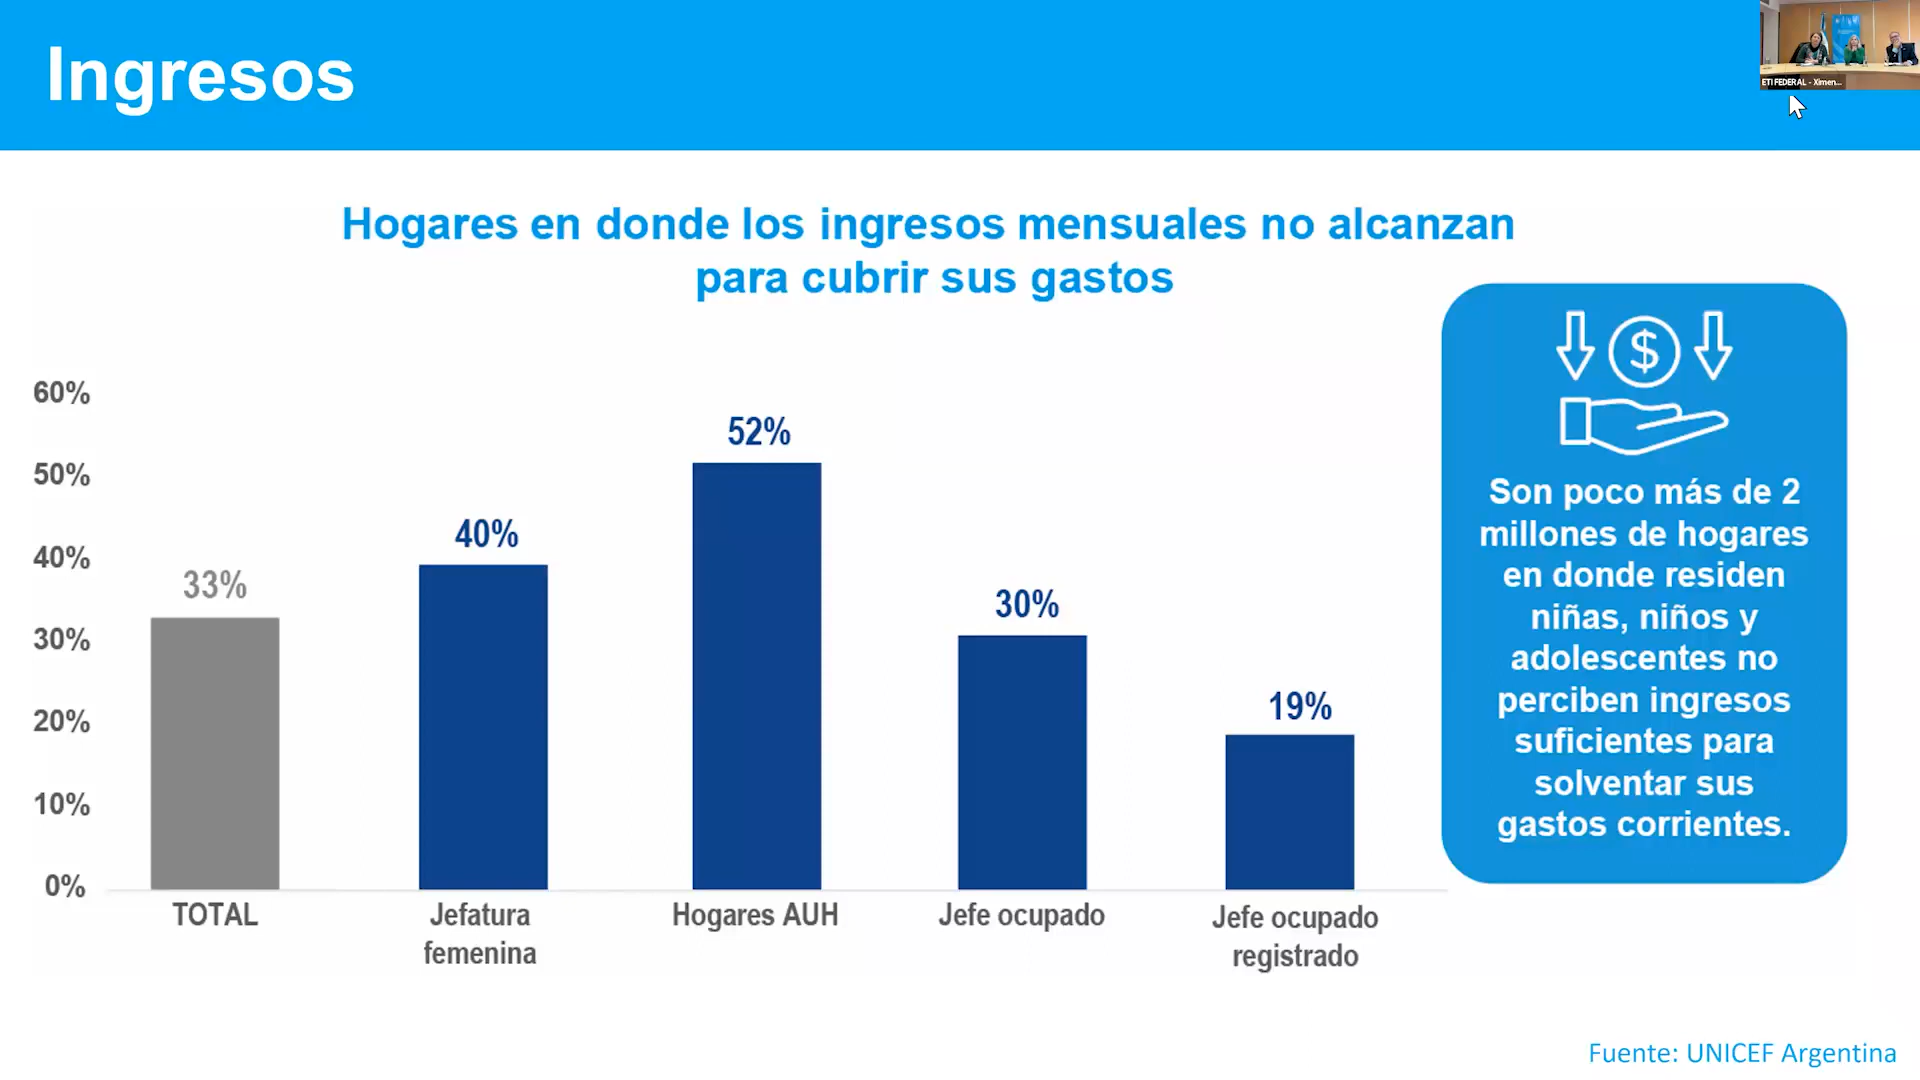 Ingresos
ETI FEDERAL - Ximen...
Hogares en donde los ingresos mensuales no alcanzan
para cubrir sus gastos
60%
50%
40%
30%
20%
10%
0%
33%
40%
52%
30%
19%
TOTAL
Jefatura
femenina
Hogares AUH
Jefe ocupado
Jefe ocupado
registrado
$
Son poco más de 2
millones de hogares
en donde residen
niñas, niños y
adolescentes no
perciben ingresos
suficientes para
solventar sus
gastos corrientes.
Fuente: UNICEF Argentina